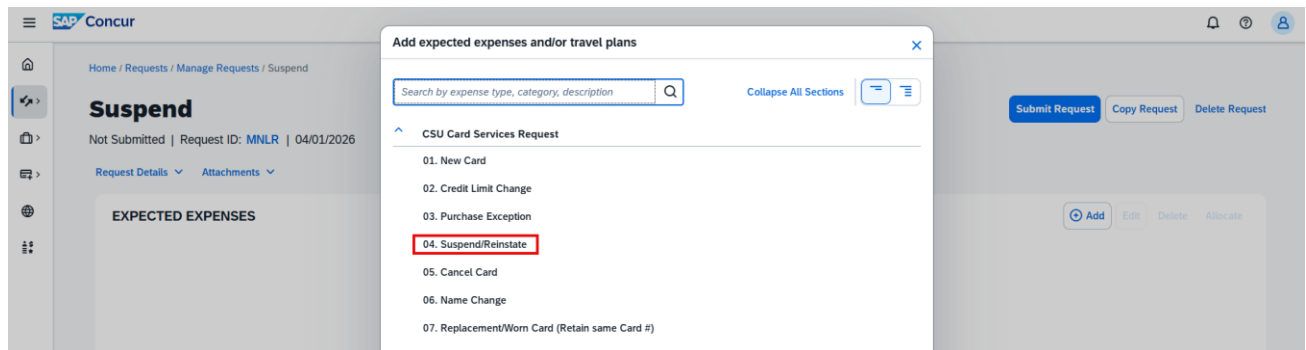 SAP Concur
Home / Requests / Manage Requests / Suspend
Suspend
Not Submitted | Request ID: MNLR | 04/01/2026
Request Details
Attachments
Submit Request
Copy Request
Delete Request
EXPECTED EXPENSES
Add
Edit
Delete
Allocate
Add expected expenses and/or travel plans
Search by expense type, category, description
Collapse All Sections
CSU Card Services Request
01. New Card
02. Credit Limit Change
03. Purchase Exception
04. Suspend/Reinstate
05. Cancel Card
06. Name Change
07. Replacement/Worn Card (Retain same Card #)